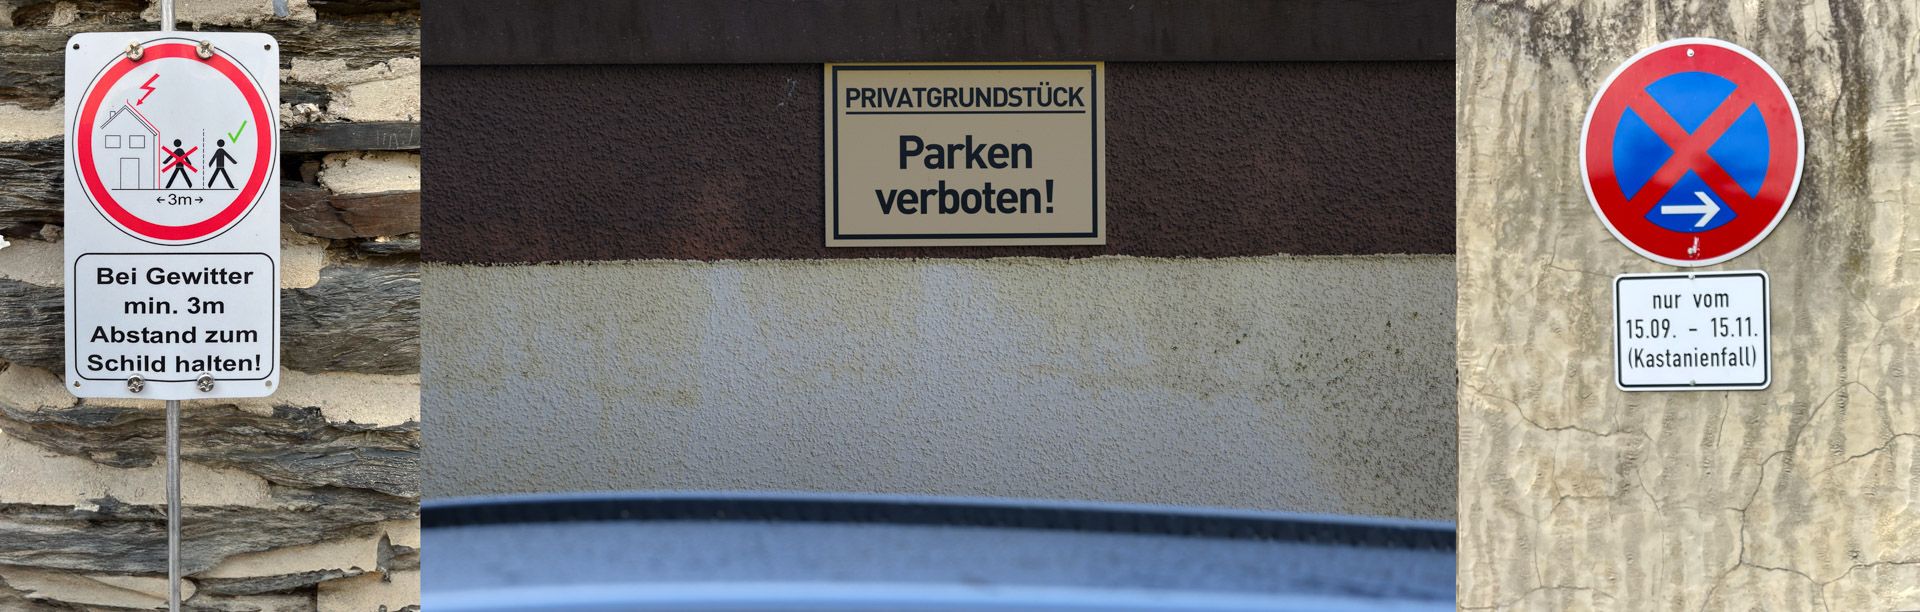 3m
Bei Gewitter
min. 3m
Abstand zum
Schild halten!
PRIVATGRUNDSTÜCK
Parken
verboten!
nur vom
15.09. - 15.11.
(Kastanienfall)